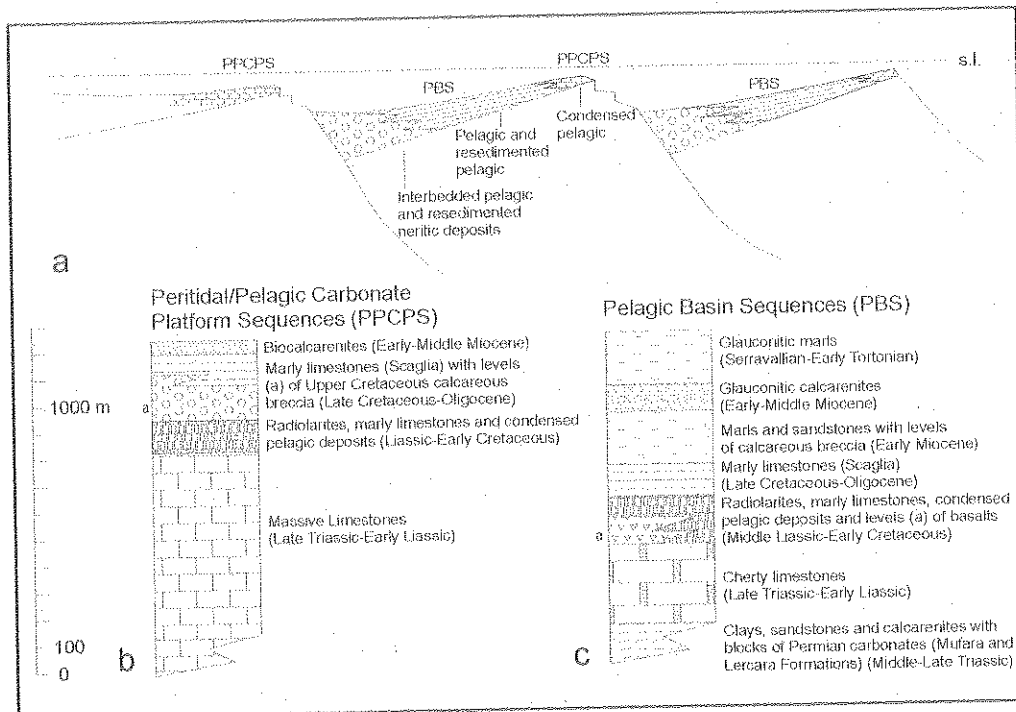 PPCPS
PPCPS
s.l.
PBS
PBS
Condensed
pelagic
Pelagic and
resedimented
pelagic
Interbedded pelagic
and resedimented
neritic deposits
a
Peritidal/Pelagic Carbonate
Platform Sequences (PPCPS)
Biocalcarenites (Early-Middle Miocene)
Marly limestones (Scaglia) with levels
(a) of Upper Cretaceous calcareous
breccia (Late Cretaceous-Oligocene)
1000 m
a
Radiolarites, marly limestones and condensed
pelagic deposits (Liassic-Early Cretaceous)
Massive Limestones
(Late Triassic-Early Liassic)
100
0
b
Pelagic Basin Sequences (PBS)
Glauconitic marls
(Serravallian-Early Tortonian)
Glauconitic calcarenites
(Early-Middle Miocene)
Marls and sandstones with levels
of calcareous breccia (Early Miocene)
Marly limestones (Scaglia)
(Late Cretaceous-Oligocene)
Radiolarites, marly limestones, condensed
pelagic deposits and levels (a) of basalts
(Middle Liassic-Early Cretaceous)
a
Cherty limestones
(Late Triassic-Early Liassic)
Clays, sandstones and calcarenites with
blocks of Permian carbonates (Mufara and
Lercara Formations) (Middle-Late Triassic)
c